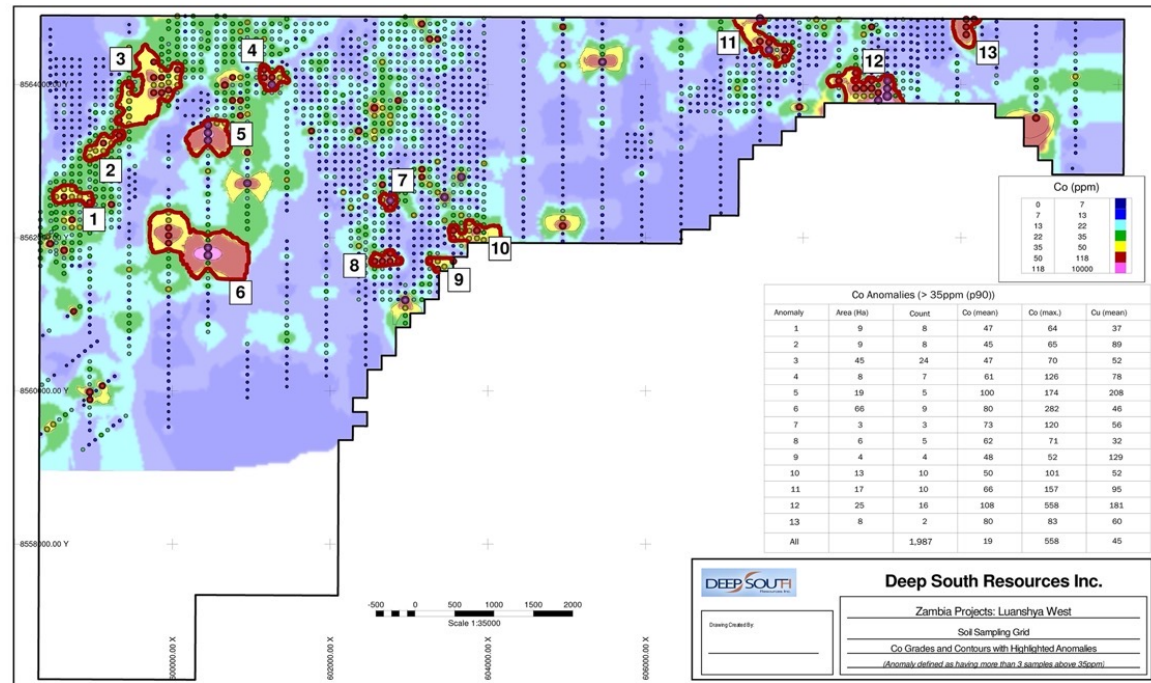 3
4
11
13
12
8564000.00 Y
5
2
7
1
8562000.00 Y
10
8
9
6
Co (ppm)
0 7
7 13
13 22
22 35
35 50
50 118
118 10000
Co Anomalies (> 35ppm (p90))
Anomaly Area (Ha) Count Co (mean) Co (max.) Cu (mean)
1 9 8 47 64 37
2 9 8 45 65 89
3 45 24 47 70 52
4 8 7 61 126 78
5 19 5 100 174 208
6 66 9 80 282 46
7 3 3 73 120 56
8 6 5 62 71 32
9 4 4 48 52 129
10 13 10 50 101 52
11 17 10 66 157 95
12 25 16 108 558 181
13 8 2 80 83 60
All 1,987 19 558 45
8560000.00 Y
8558000.00 Y
600000.00 X
602000.00 X
604000.00 X
606000.00 X
-500 0 500 1000 1500 2000
Scale 1:35000
DEEP SOUTH
Resources Inc.
Drawing Created By:
Deep South Resources Inc.
Zambia Projects: Luanshya West
Soil Sampling Grid
Co Grades and Contours with Highlighted Anomalies
(Anomaly defined as having more than 3 samples above 35ppm)